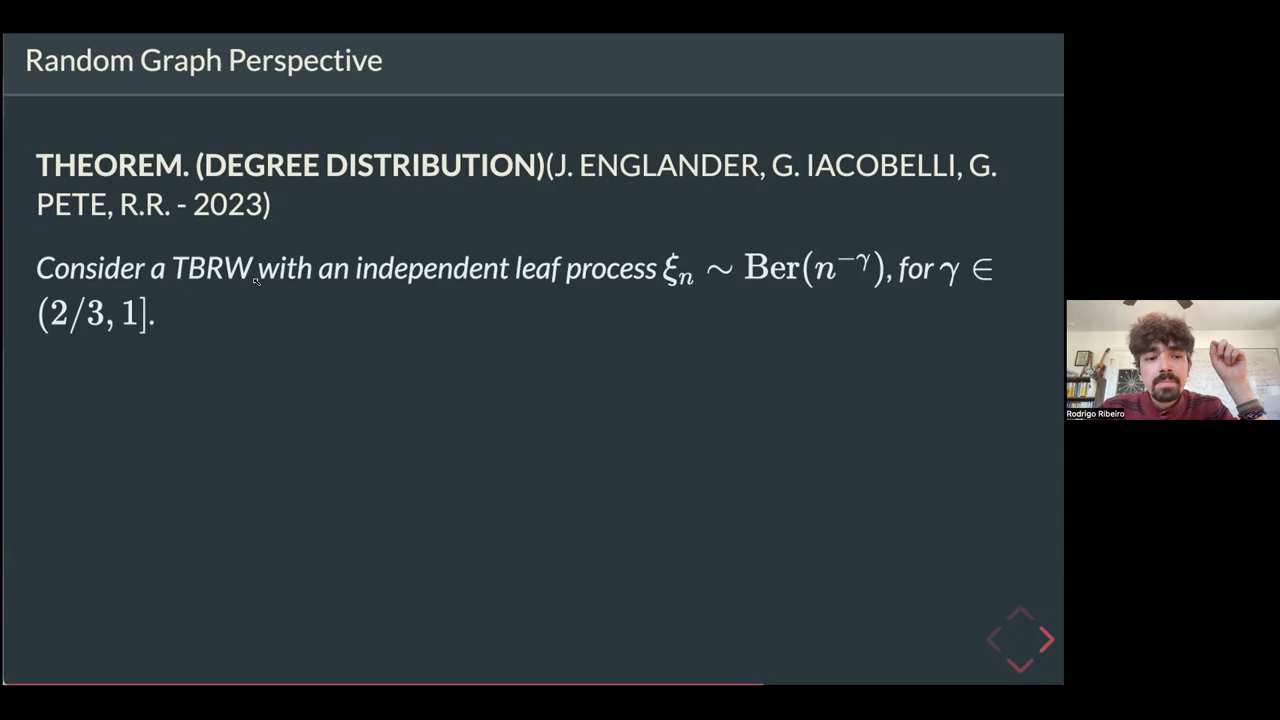 Random Graph Perspective
THEOREM. (DEGREE DISTRIBUTION)(J. ENGLANDER, G. IACOBELLI, G.
PETE, R.R. - 2023)
Consider a TBRW with an independent leaf process ξₙ ∼ Ber(n^{−γ}), for γ ∈
(2/3, 1].
Rodrigo Ribeiro